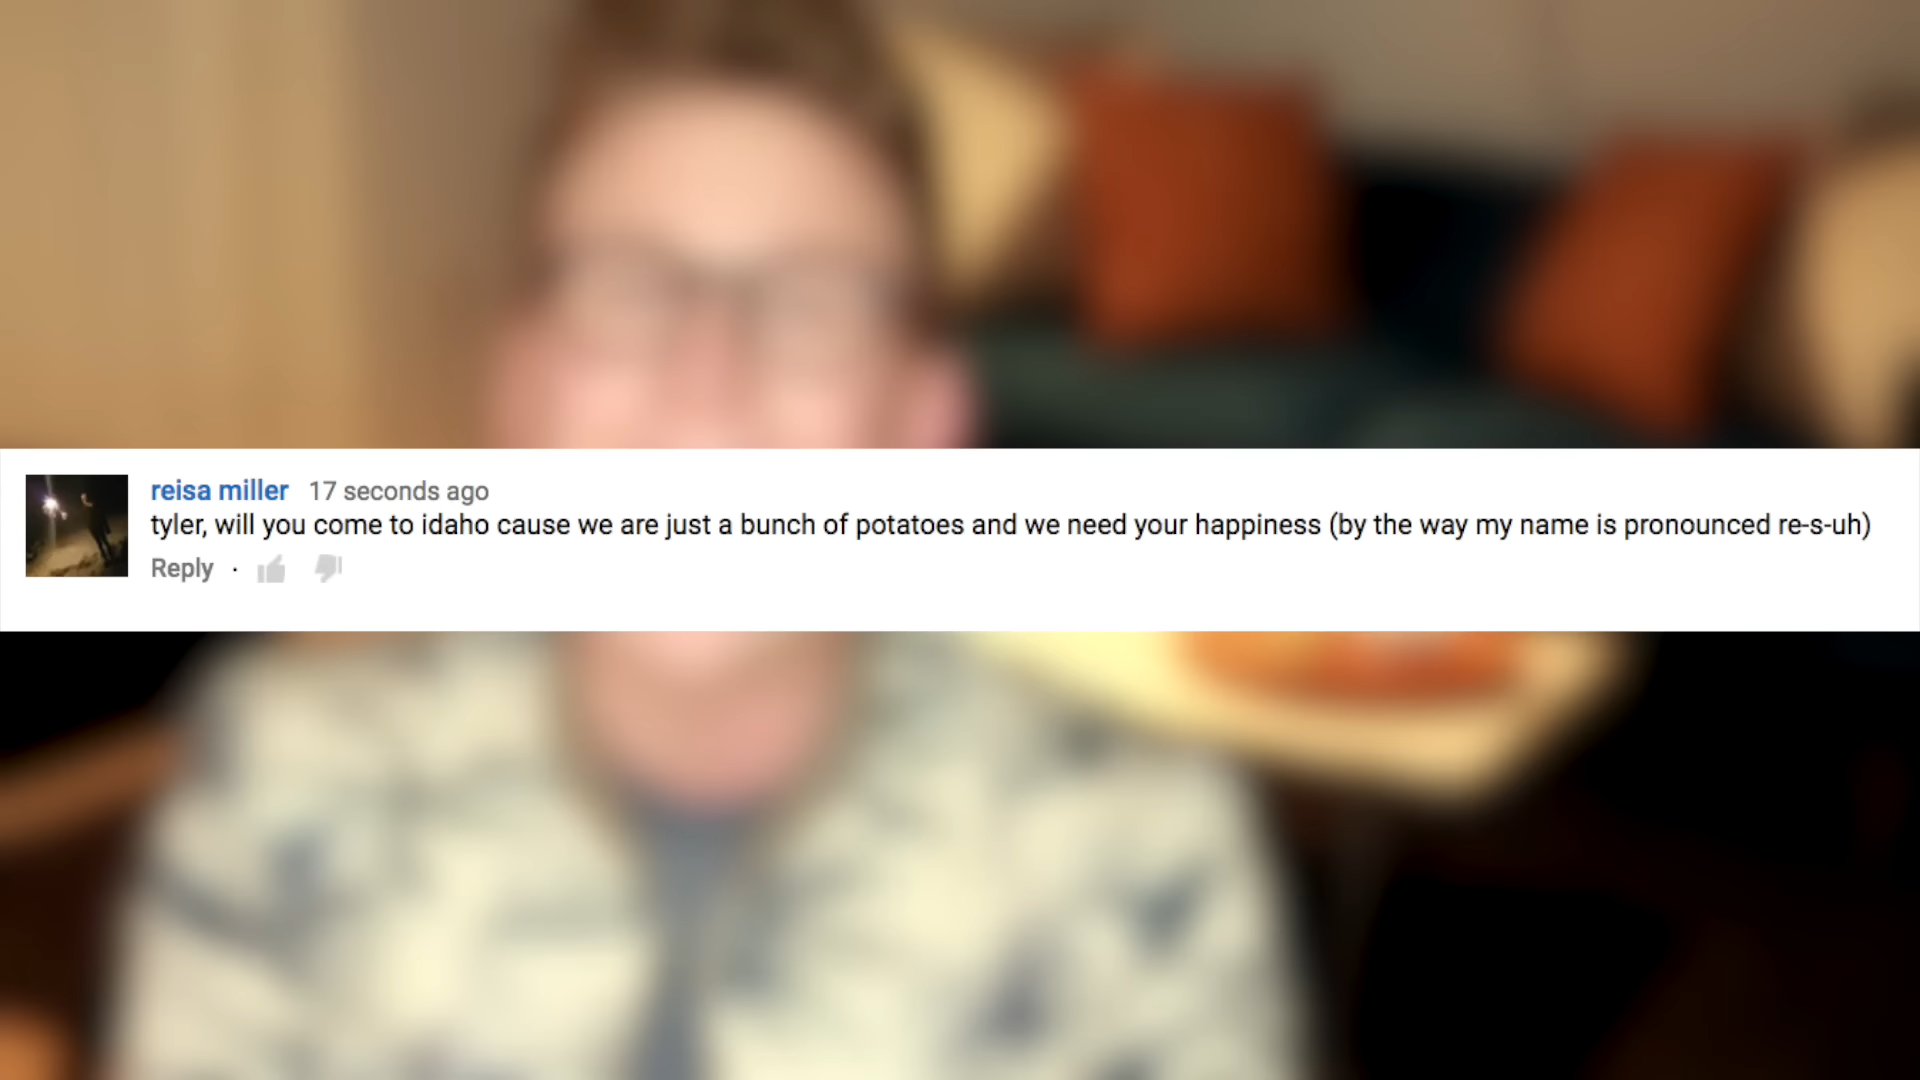 reisa miller 17 seconds ago
tyler, will you come to idaho cause we are just a bunch of potatoes and we need your happiness (by the way my name is pronounced re-s-uh)
Reply ·